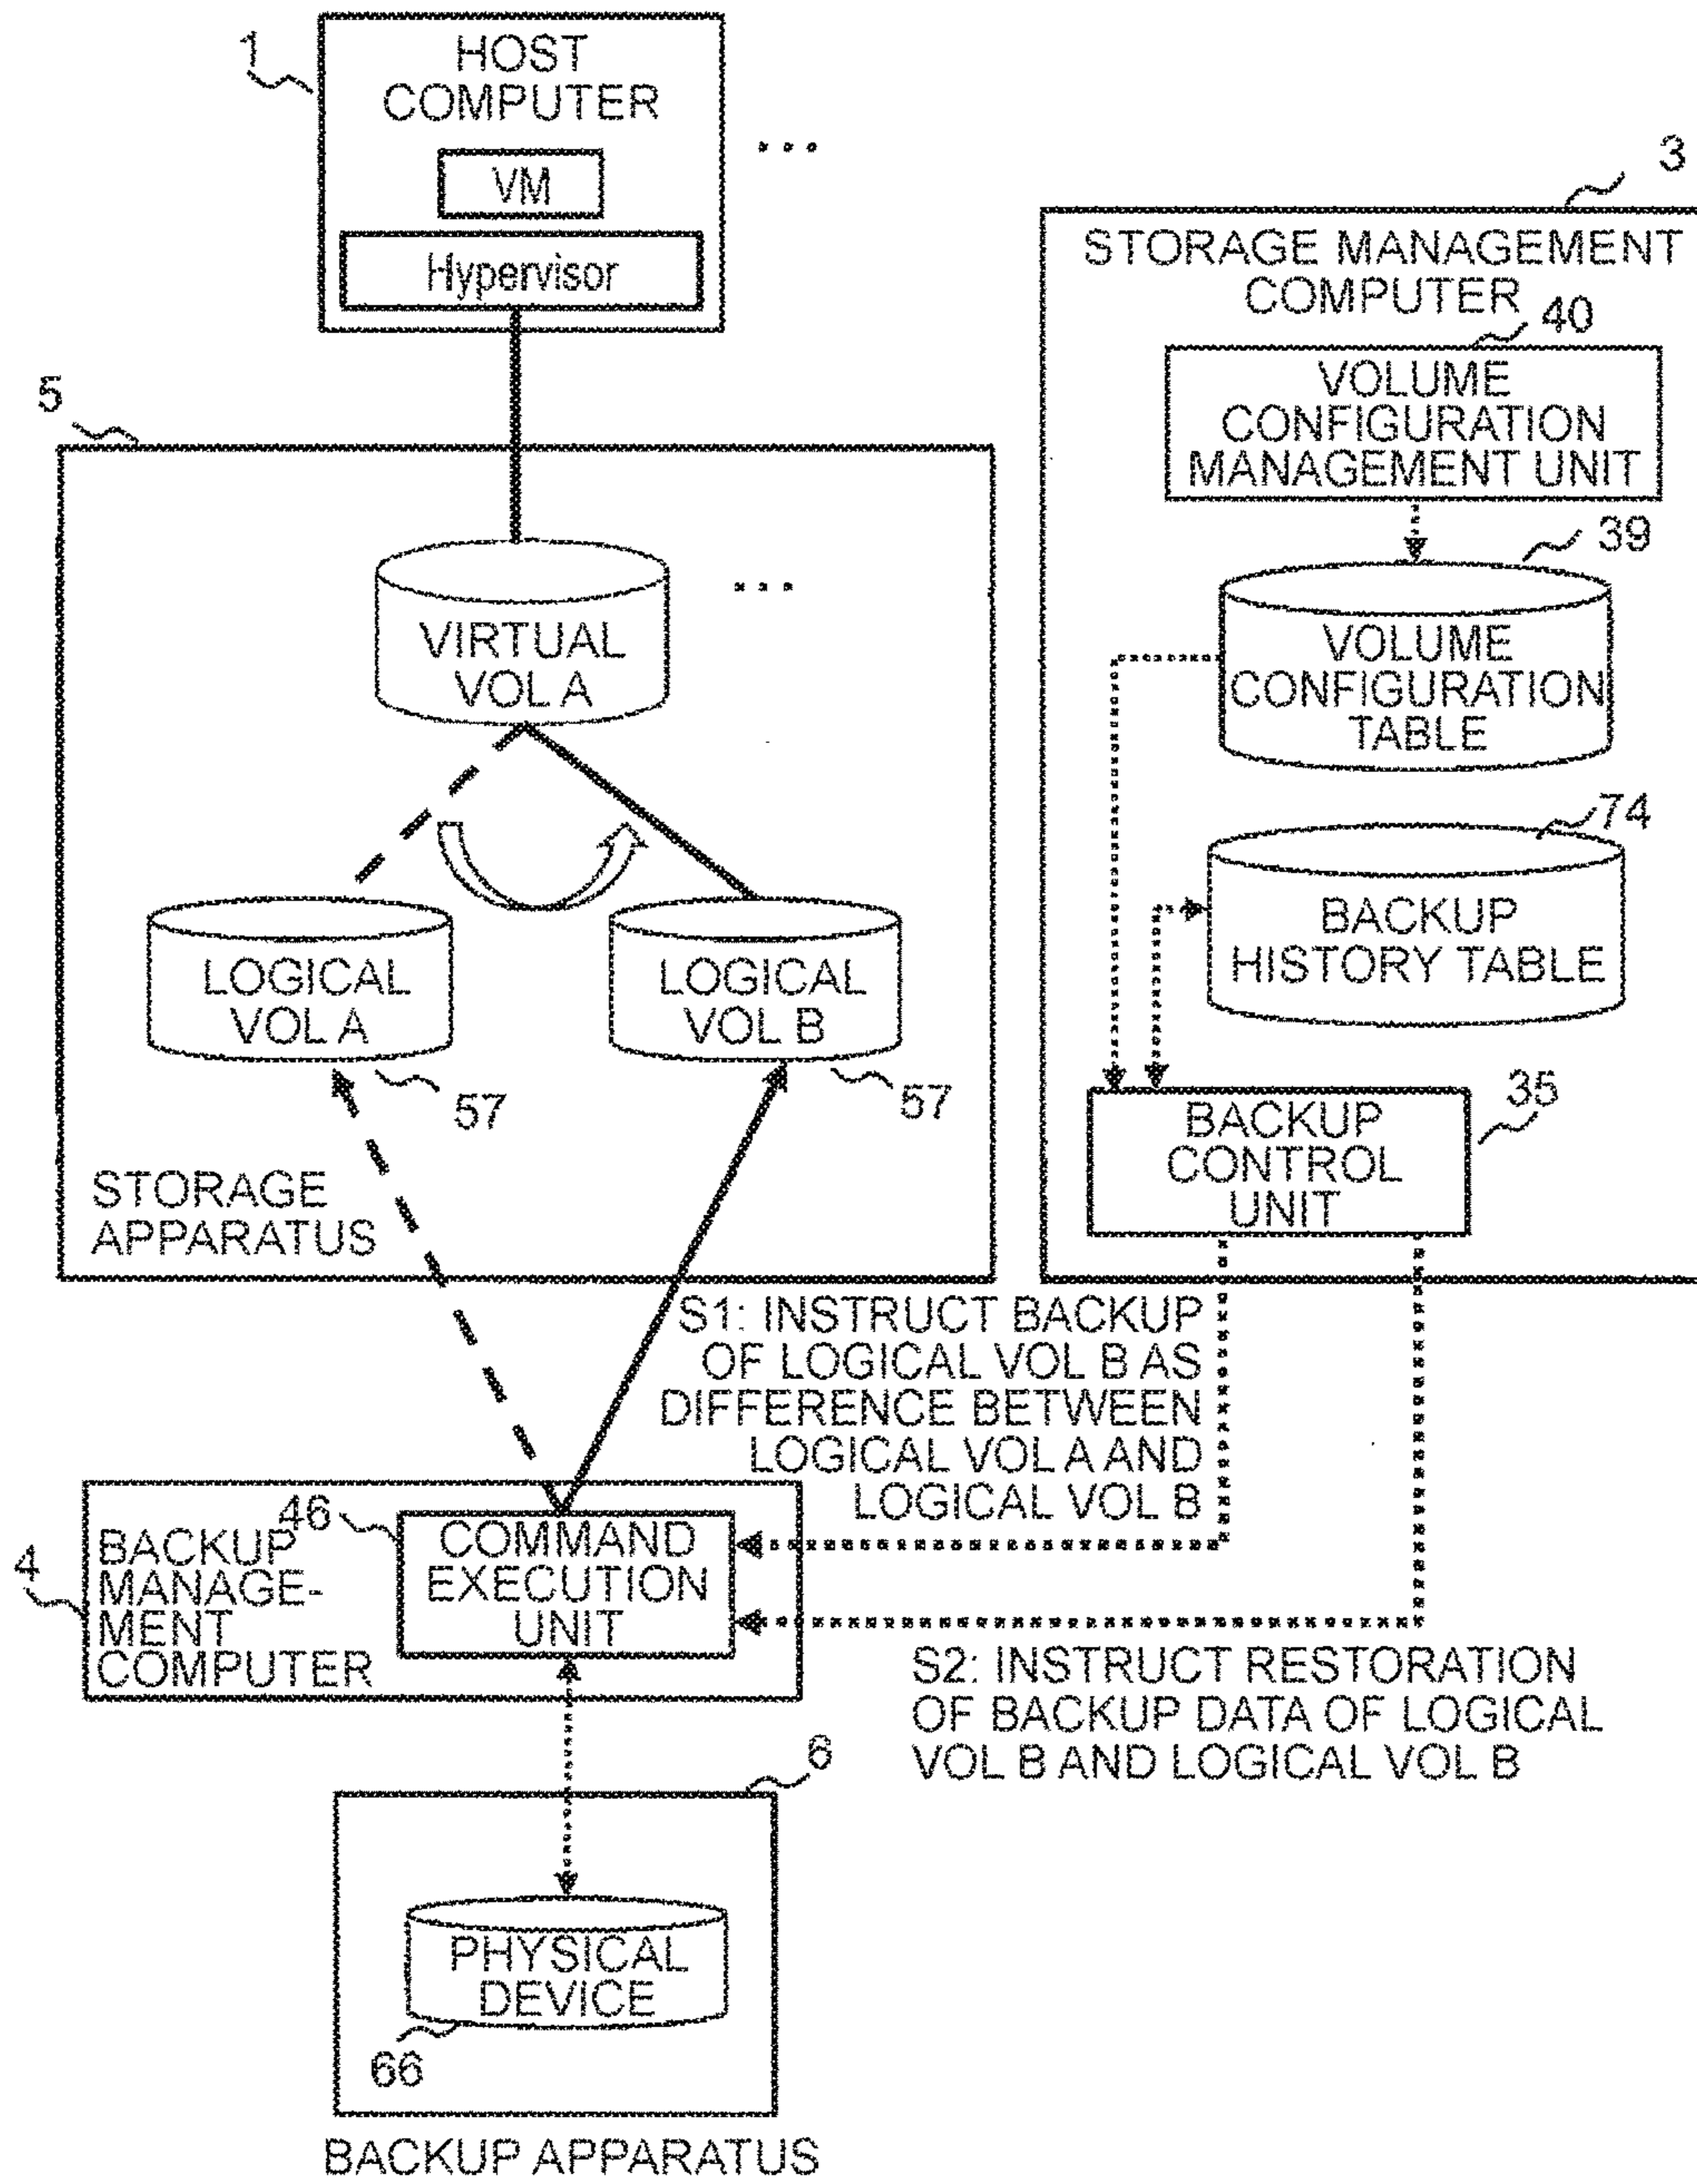 1
HOST
COMPUTER
VM
Hypervisor
...
3
STORAGE MANAGEMENT
COMPUTER
40
VOLUME
CONFIGURATION
MANAGEMENT UNIT
39
VOLUME
CONFIGURATION
TABLE
74
BACKUP
HISTORY TABLE
35
BACKUP
CONTROL
UNIT
5
VIRTUAL
VOL A
...
LOGICAL
VOL A
57
LOGICAL
VOL B
57
STORAGE
APPARATUS
S1: INSTRUCT BACKUP
OF LOGICAL VOL B AS
DIFFERENCE BETWEEN
LOGICAL VOL A AND
LOGICAL VOL B
4
BACKUP
MANAGE-
MENT
COMPUTER
46
COMMAND
EXECUTION
UNIT
S2: INSTRUCT RESTORATION
OF BACKUP DATA OF LOGICAL
VOL B AND LOGICAL VOL B
6
PHYSICAL
DEVICE
66
BACKUP APPARATUS